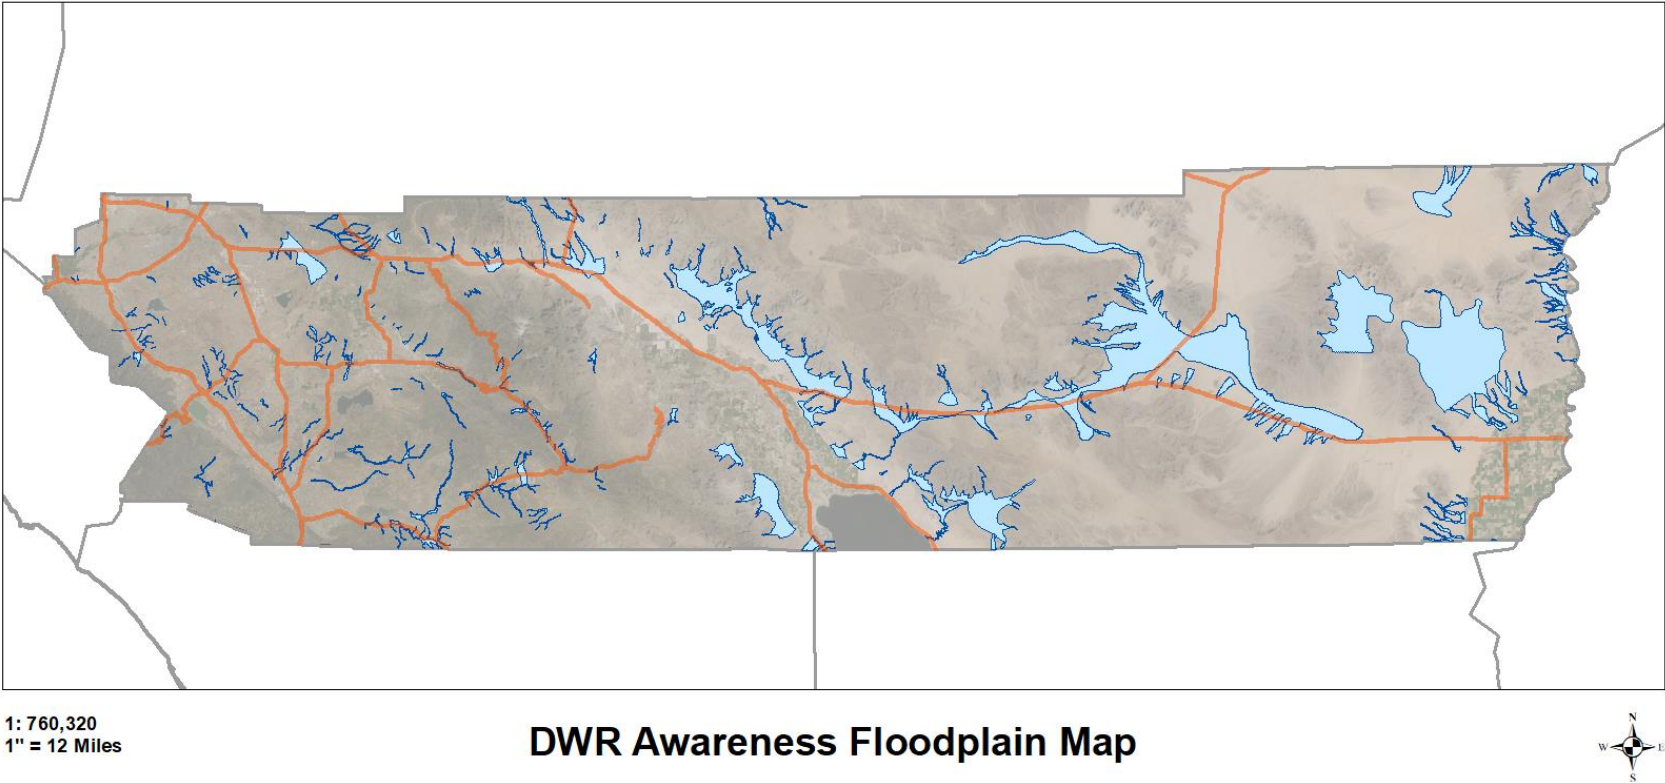 1: 760,320
1" = 12 Miles
DWR Awareness Floodplain Map
N
W E
S